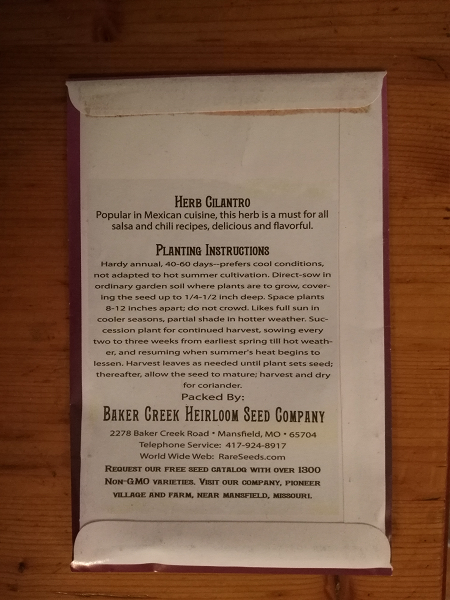 Herb Cilantro
Popular in Mexican cuisine, this herb is a must for all
salsa and chili recipes, delicious and flavorful.
Planting Instructions
Hardy annual, 40-60 days--prefers cool conditions,
not adapted to hot summer cultivation. Direct-sow in
ordinary garden soil where plants are to grow, cover-
ing the seed up to 1/4-1/2 inch deep. Space plants
8-12 inches apart; do not crowd. Likes full sun in
cooler seasons, partial shade in hotter weather. Suc-
cession plant for continued harvest, sowing every
two to three weeks from earliest spring till hot weath-
er, and resuming when summer's heat begins to
lessen. Harvest leaves as needed until plant sets seed;
thereafter, allow the seed to mature; harvest and dry
for coriander.
Packed By:
Baker Creek Heirloom Seed Company
2278 Baker Creek Road * Mansfield, MO * 65704
Telephone Service: 417-924-8917
World Wide Web: RareSeeds.com
Request our free seed catalog with over 1300
Non-GMO varieties. Visit our company, pioneer
village and farm, near Mansfield, Missouri.